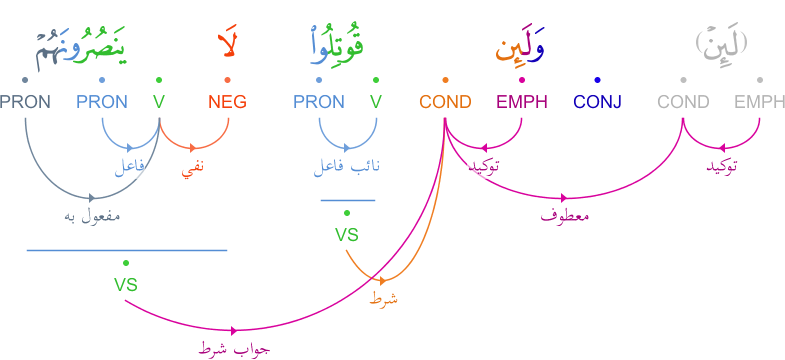 (لَئِنۡ) وَلَئِن قُوتِلُوا۟ لَا يَنصُرُونَهُمۡ
PRON PRON V NEG PRON V COND EMPH CONJ COND EMPH
توكيد توكيد نائب فاعل نفي فاعل
معطوف مفعول به
VS
VS
شرط
جواب شرط